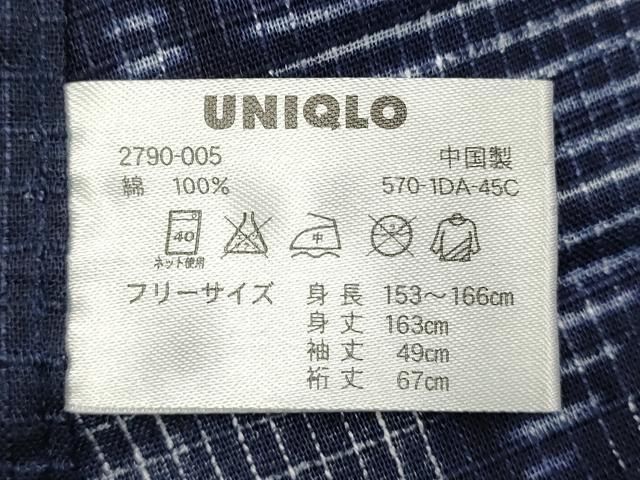 UNIQLO
2790-005 中国製
綿 100% 570-1DA-45C
40 中
ネット使用
フリーサイズ 身長 153〜166cm
身丈 163cm
袖丈 49cm
裄丈 67cm